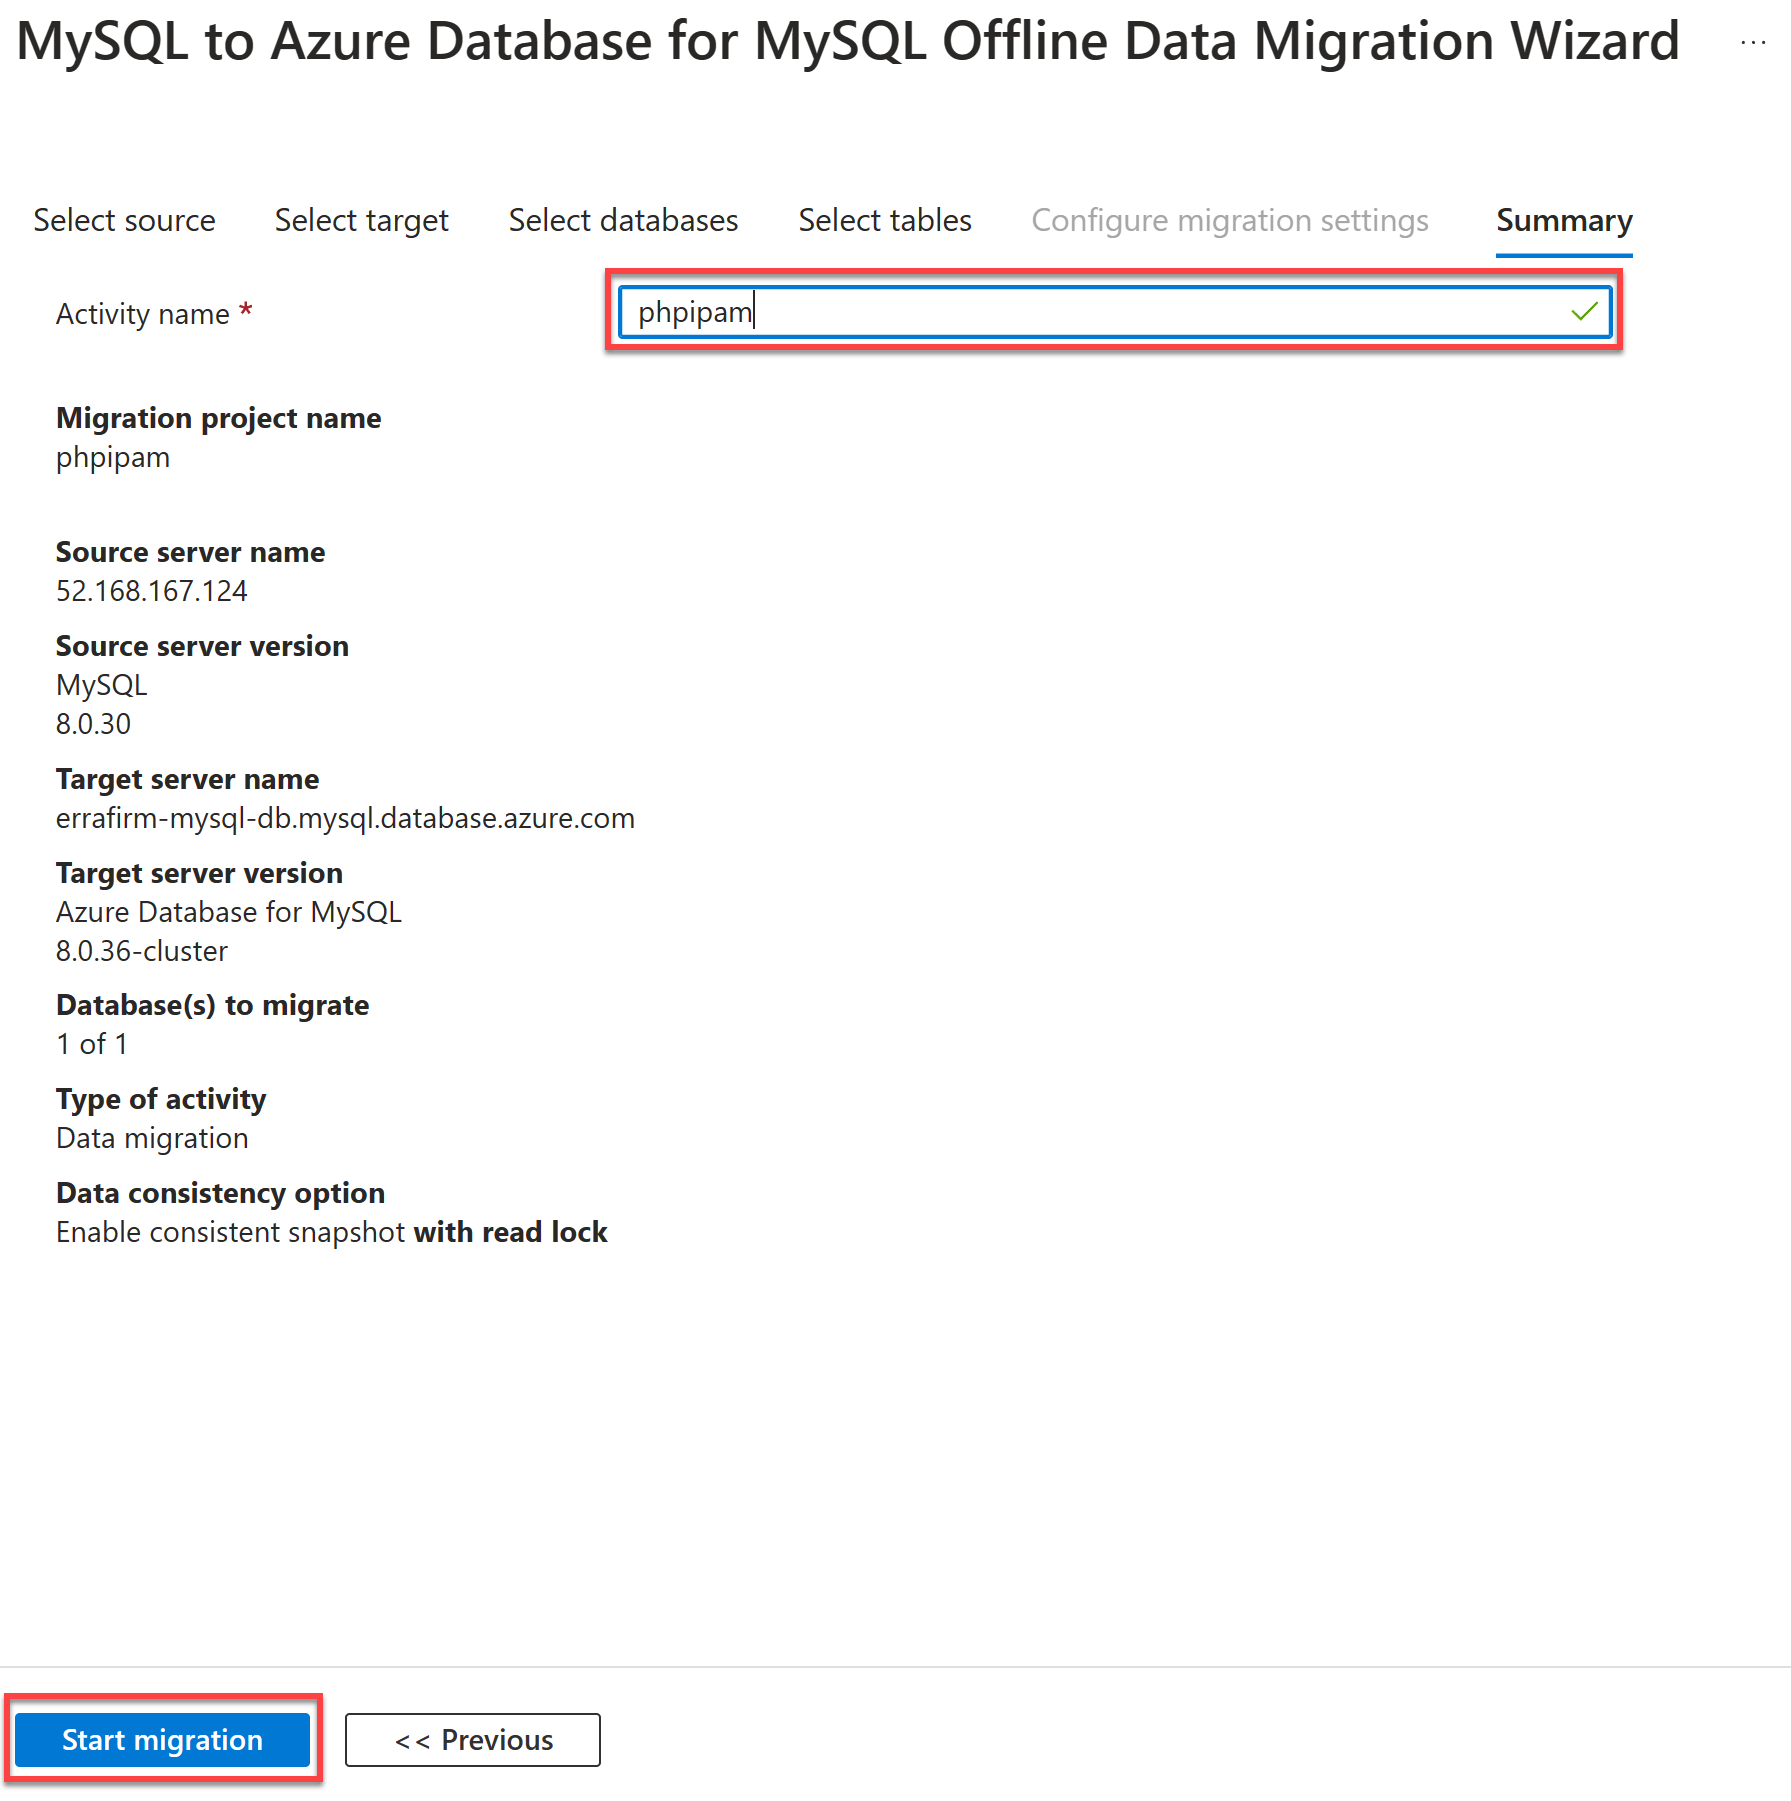 MySQL to Azure Database for MySQL Offline Data Migration Wizard ...
Select source Select target Select databases Select tables Configure migration settings Summary
Activity name * phpipam
Migration project name
phpipam
Source server name
52.168.167.124
Source server version
MySQL
8.0.30
Target server name
errafirm-mysql-db.mysql.database.azure.com
Target server version
Azure Database for MySQL
8.0.36-cluster
Database(s) to migrate
1 of 1
Type of activity
Data migration
Data consistency option
Enable consistent snapshot with read lock
Start migration << Previous